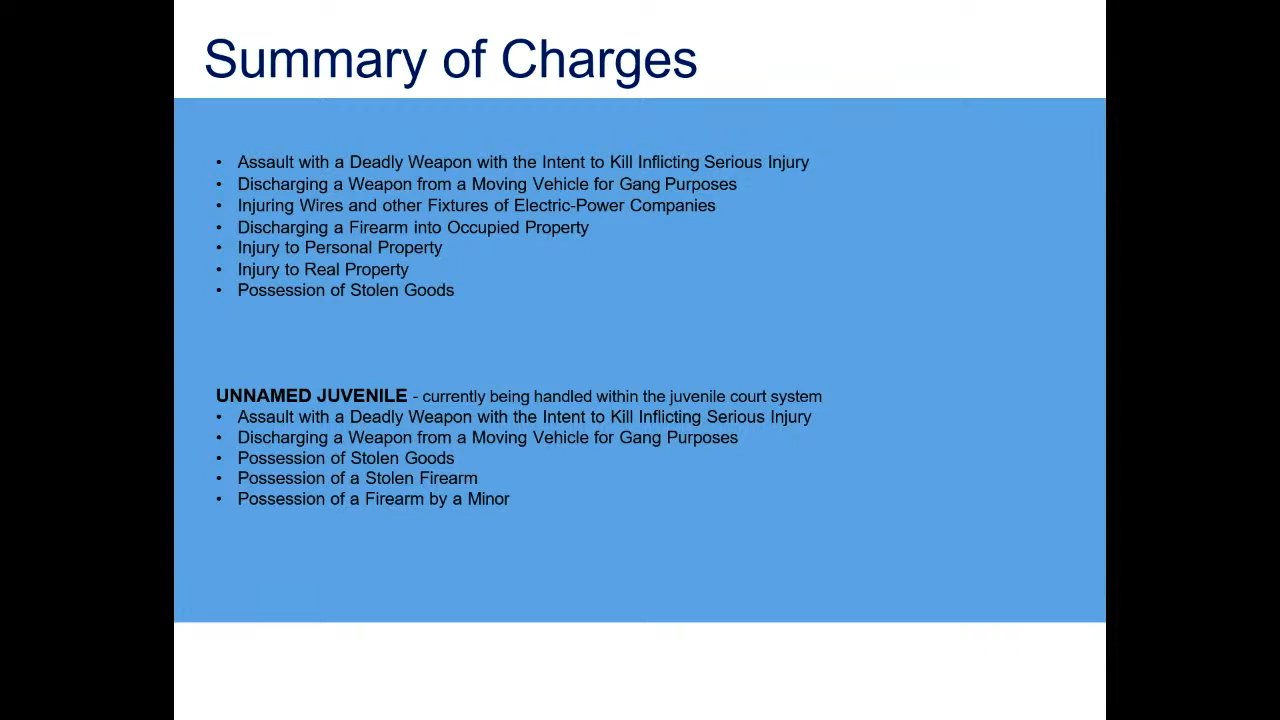 Summary of Charges
• Assault with a Deadly Weapon with the Intent to Kill Inflicting Serious Injury
• Discharging a Weapon from a Moving Vehicle for Gang Purposes
• Injuring Wires and other Fixtures of Electric-Power Companies
• Discharging a Firearm into Occupied Property
• Injury to Personal Property
• Injury to Real Property
• Possession of Stolen Goods
UNNAMED JUVENILE - currently being handled within the juvenile court system
• Assault with a Deadly Weapon with the Intent to Kill Inflicting Serious Injury
• Discharging a Weapon from a Moving Vehicle for Gang Purposes
• Possession of Stolen Goods
• Possession of a Stolen Firearm
• Possession of a Firearm by a Minor